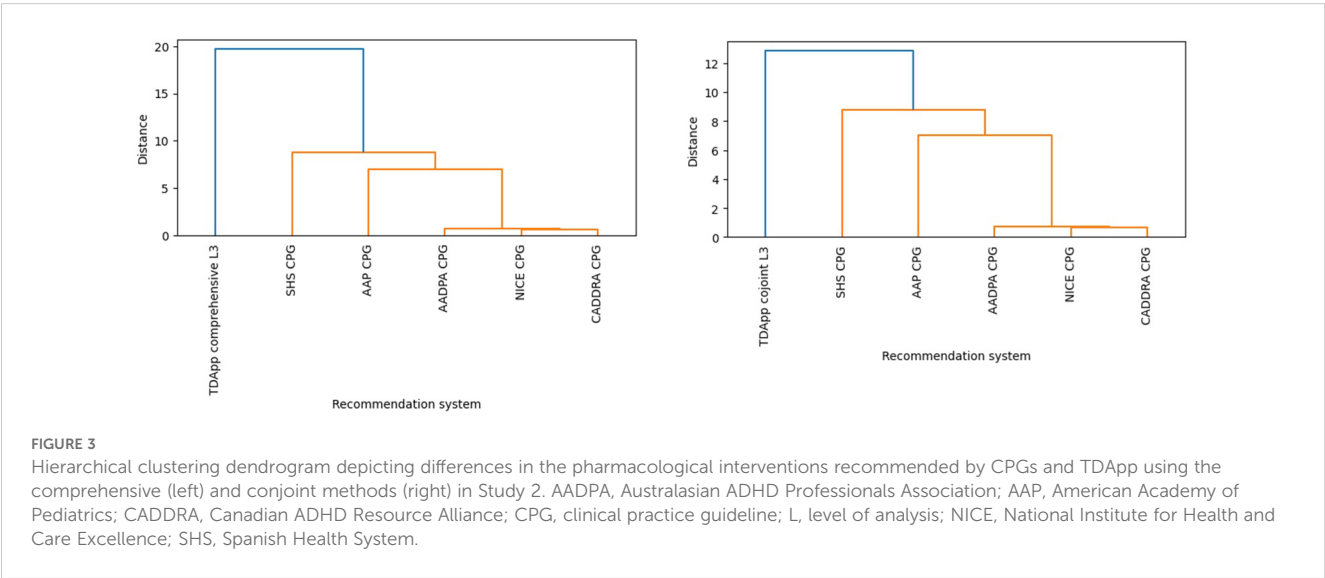 20
15
10
5
0
Distance
TDApp comprehensive L3
SHS CPG
AAP CPG
AADPA CPG
NICE CPG
CADDRA CPG
Recommendation system
12
10
8
6
4
2
0
Distance
TDApp cojoint L3
SHS CPG
AAP CPG
AADPA CPG
NICE CPG
CADDRA CPG
Recommendation system
FIGURE 3
Hierarchical clustering dendrogram depicting differences in the pharmacological interventions recommended by CPGs and TDApp using the
comprehensive (left) and conjoint methods (right) in Study 2. AADPA, Australasian ADHD Professionals Association; AAP, American Academy of
Pediatrics; CADDRA, Canadian ADHD Resource Alliance; CPG, clinical practice guideline; L, level of analysis; NICE, National Institute for Health and
Care Excellence; SHS, Spanish Health System.